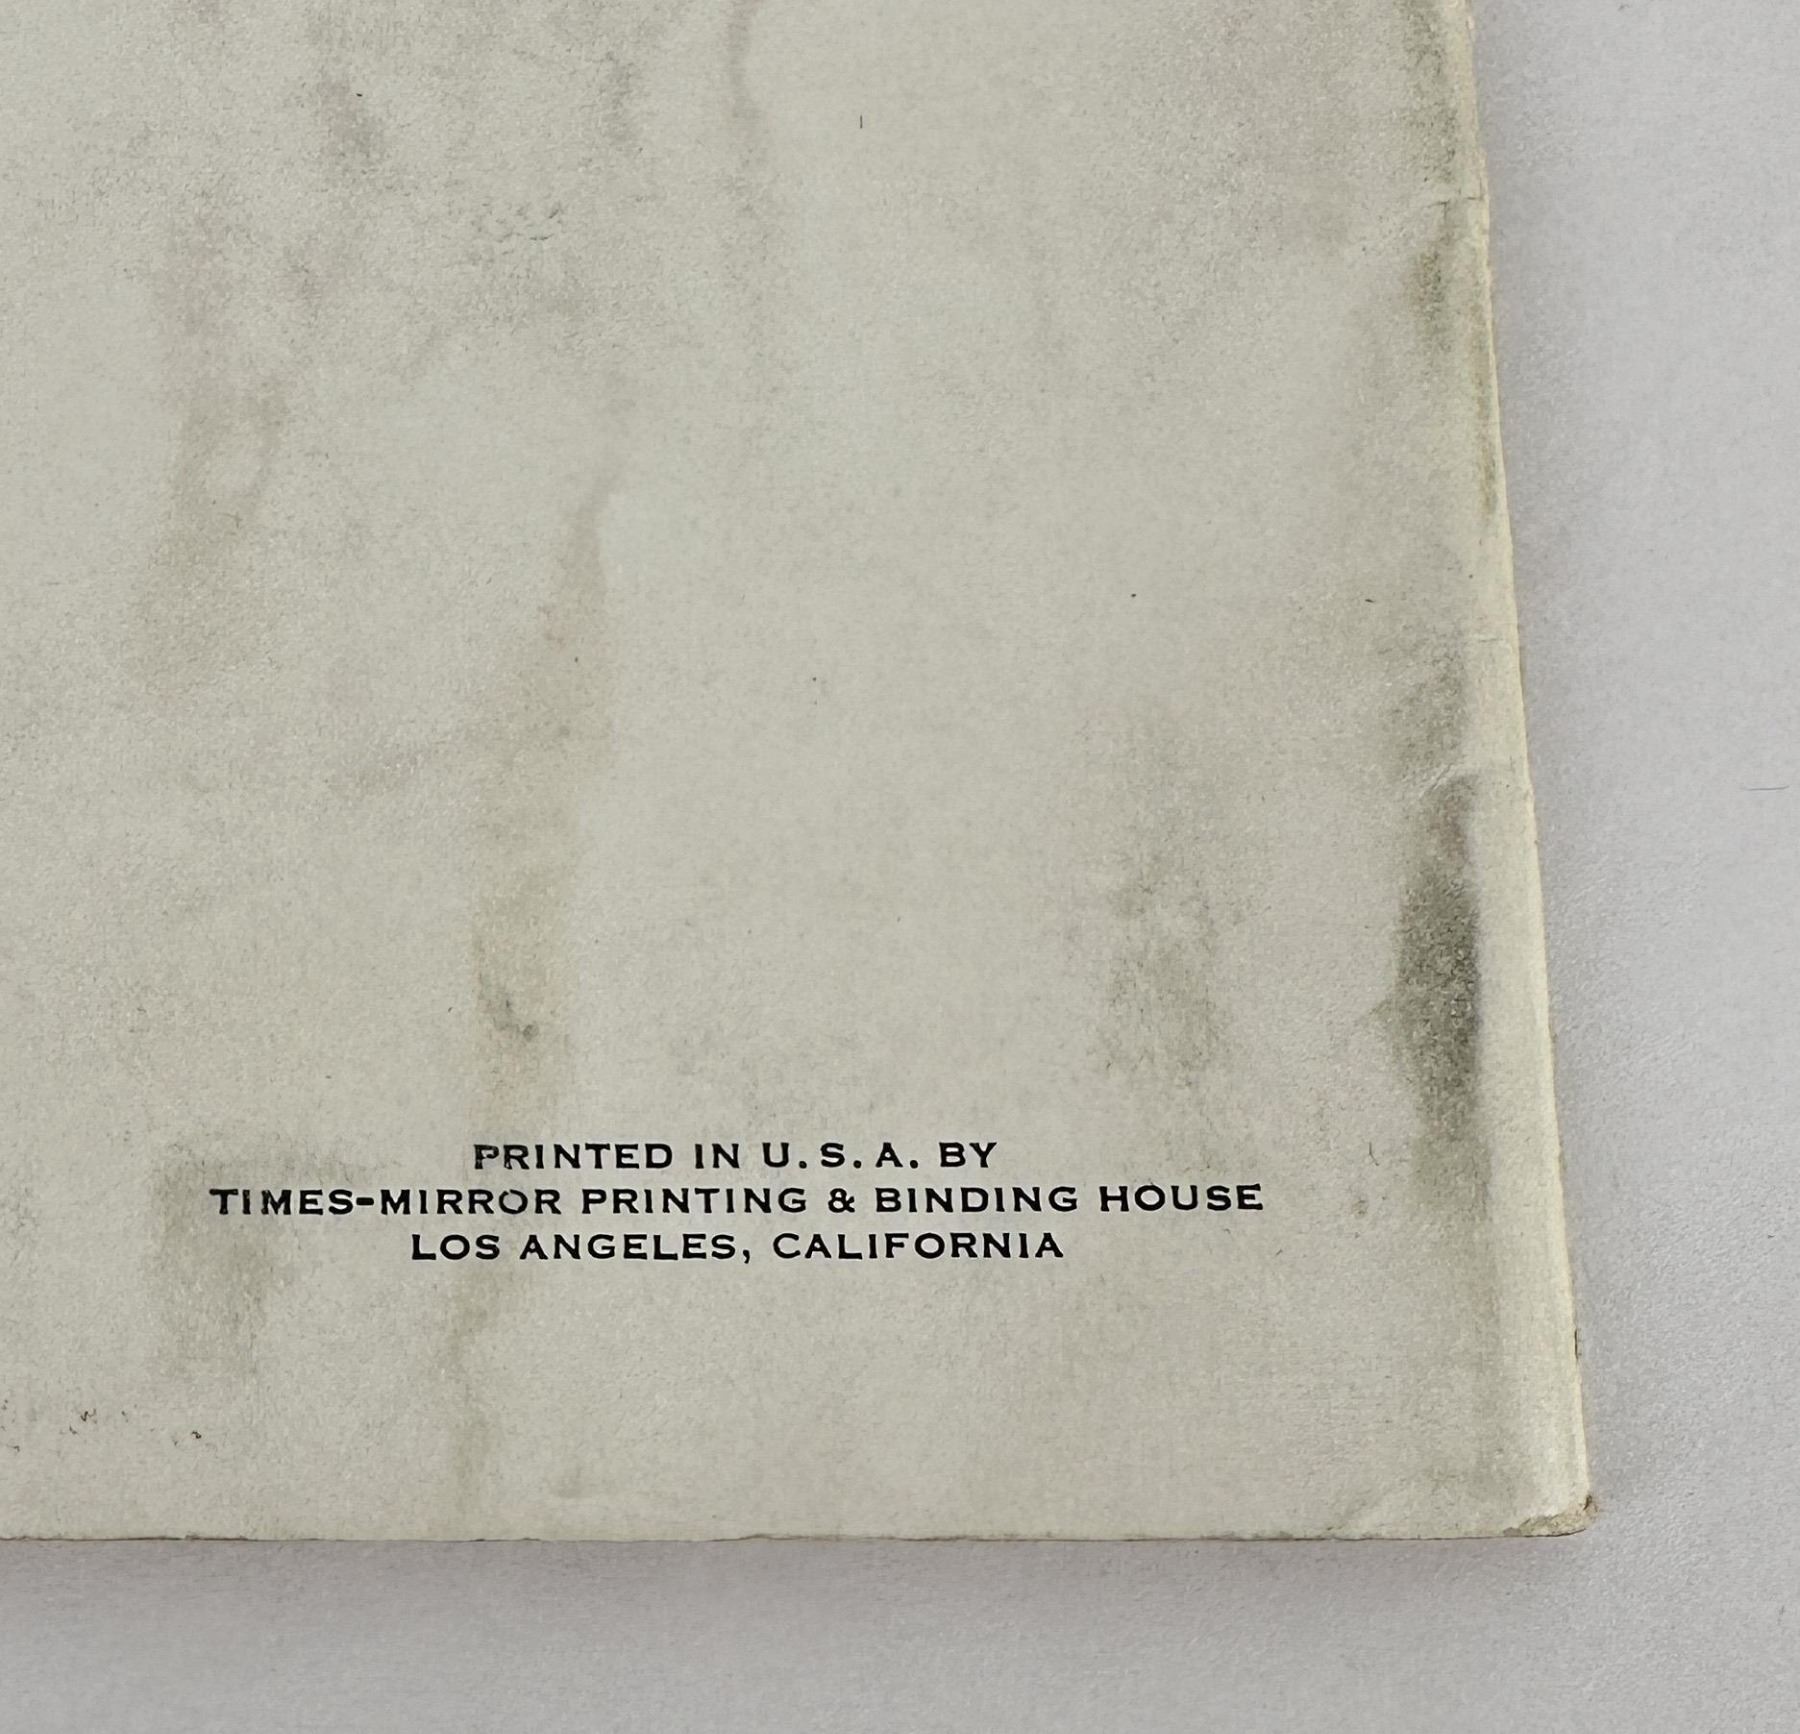 PRINTED IN U. S. A. BY
TIMES-MIRROR PRINTING & BINDING HOUSE
LOS ANGELES, CALIFORNIA